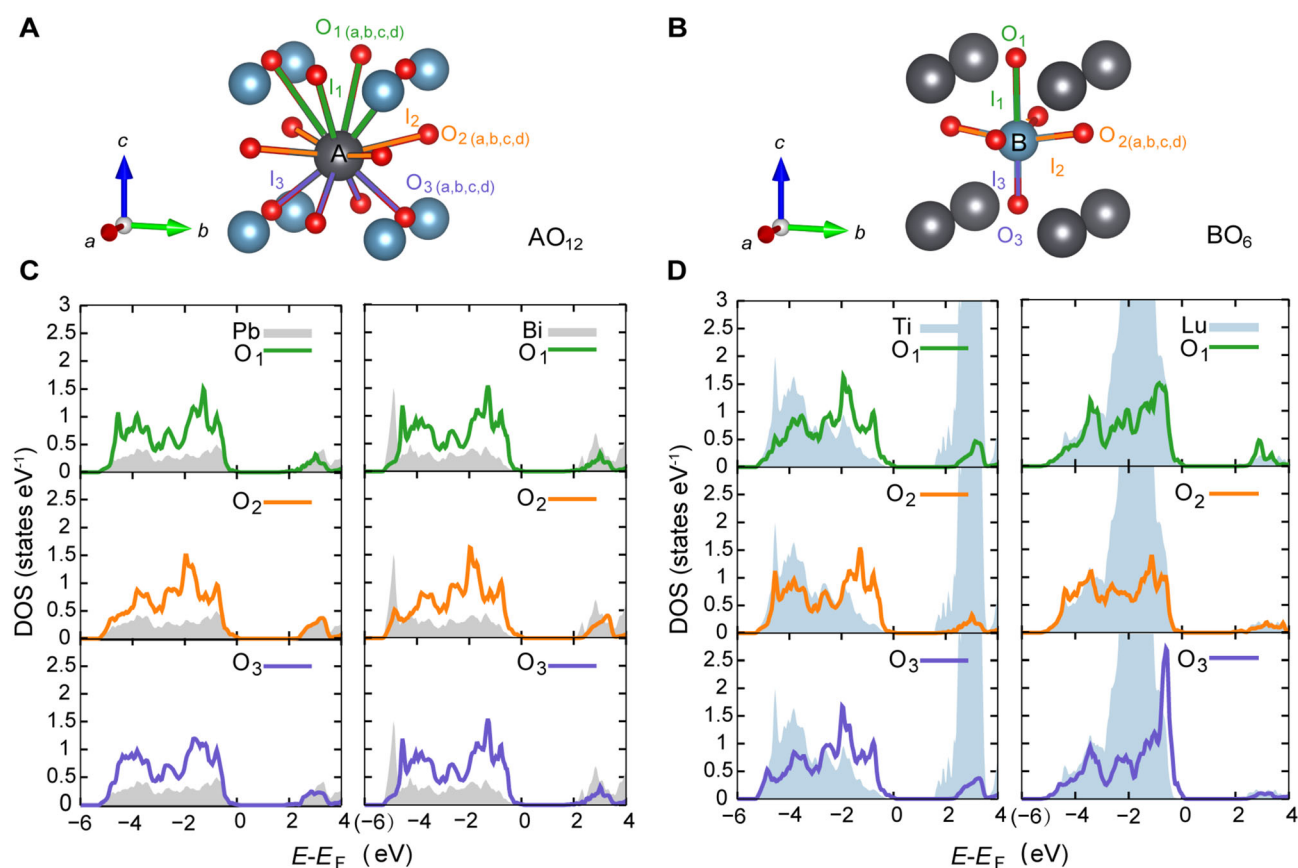 A
B
O1(a,b,c,d)
O1
l1
l1
l2
O2(a,b,c,d)
A
c
B
O2(a,b,c,d)
c
l2
l3
O3(a,b,c,d)
l3
a
b
AO12
a
b
O3
BO6
C
D
3
Pb
Bi
3
Ti
Lu
2.5
O1
O1
2.5
O1
O1
2
2
1.5
1.5
1
1
0.5
0.5
0
0
2.5
O2
O2
2.5
O2
O2
2
2
1.5
1.5
1
1
0.5
0.5
0
0
2.5
O3
O3
2.5
O3
O3
2
2
1.5
1.5
1
1
0.5
0.5
0
0
DOS (states eV-1)
DOS (states eV-1)
−6 −4 −2 0 2 4 (−6) −4 −2 0 2 4
−6 −4 −2 0 2 4 (−6) −4 −2 0 2 4
E-EF (eV)
E-EF (eV)